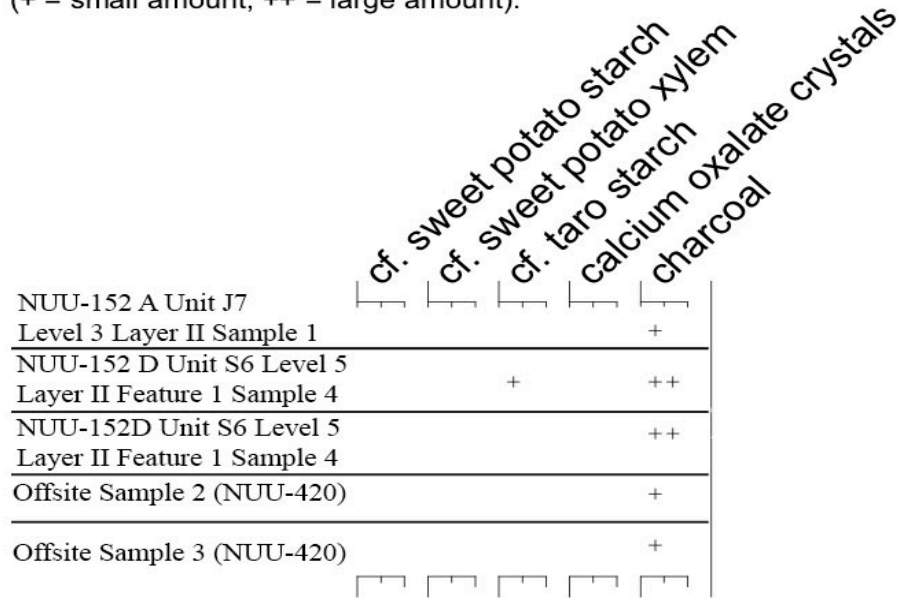 (+ = small amount; ++ = large amount).
cf. sweet potato starch
cf. sweet potato xylem
cf. taro starch
calcium oxalate crystals
charcoal
NUU-152 A Unit J7
Level 3 Layer II Sample 1 +
NUU-152 D Unit S6 Level 5
Layer II Feature 1 Sample 4 + ++
NUU-152D Unit S6 Level 5
Layer II Feature 1 Sample 4 ++
Offsite Sample 2 (NUU-420) +
Offsite Sample 3 (NUU-420) +